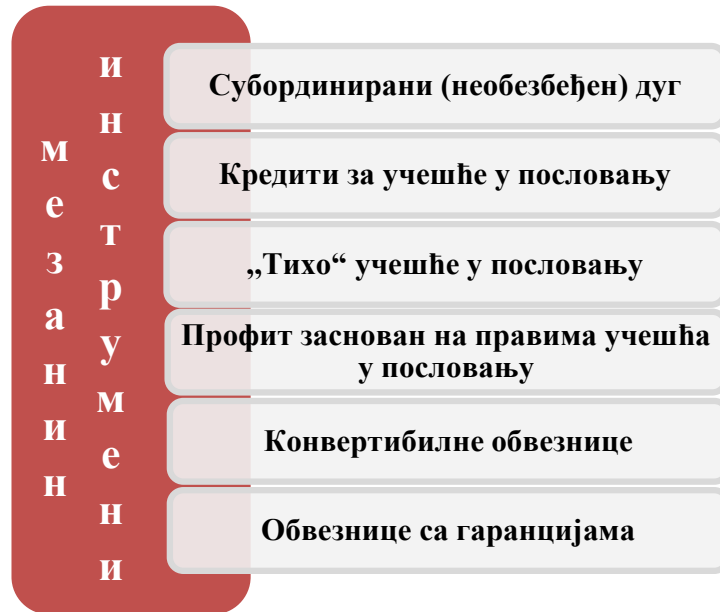 мезанин
инструмени
Субординирани (необезбеђен) дуг
Кредити за учешће у пословању
„Тихо“ учешће у пословању
Профит заснован на правима учешћа
у пословању
Конвертибилне обвезнице
Обвезнице са гаранцијама